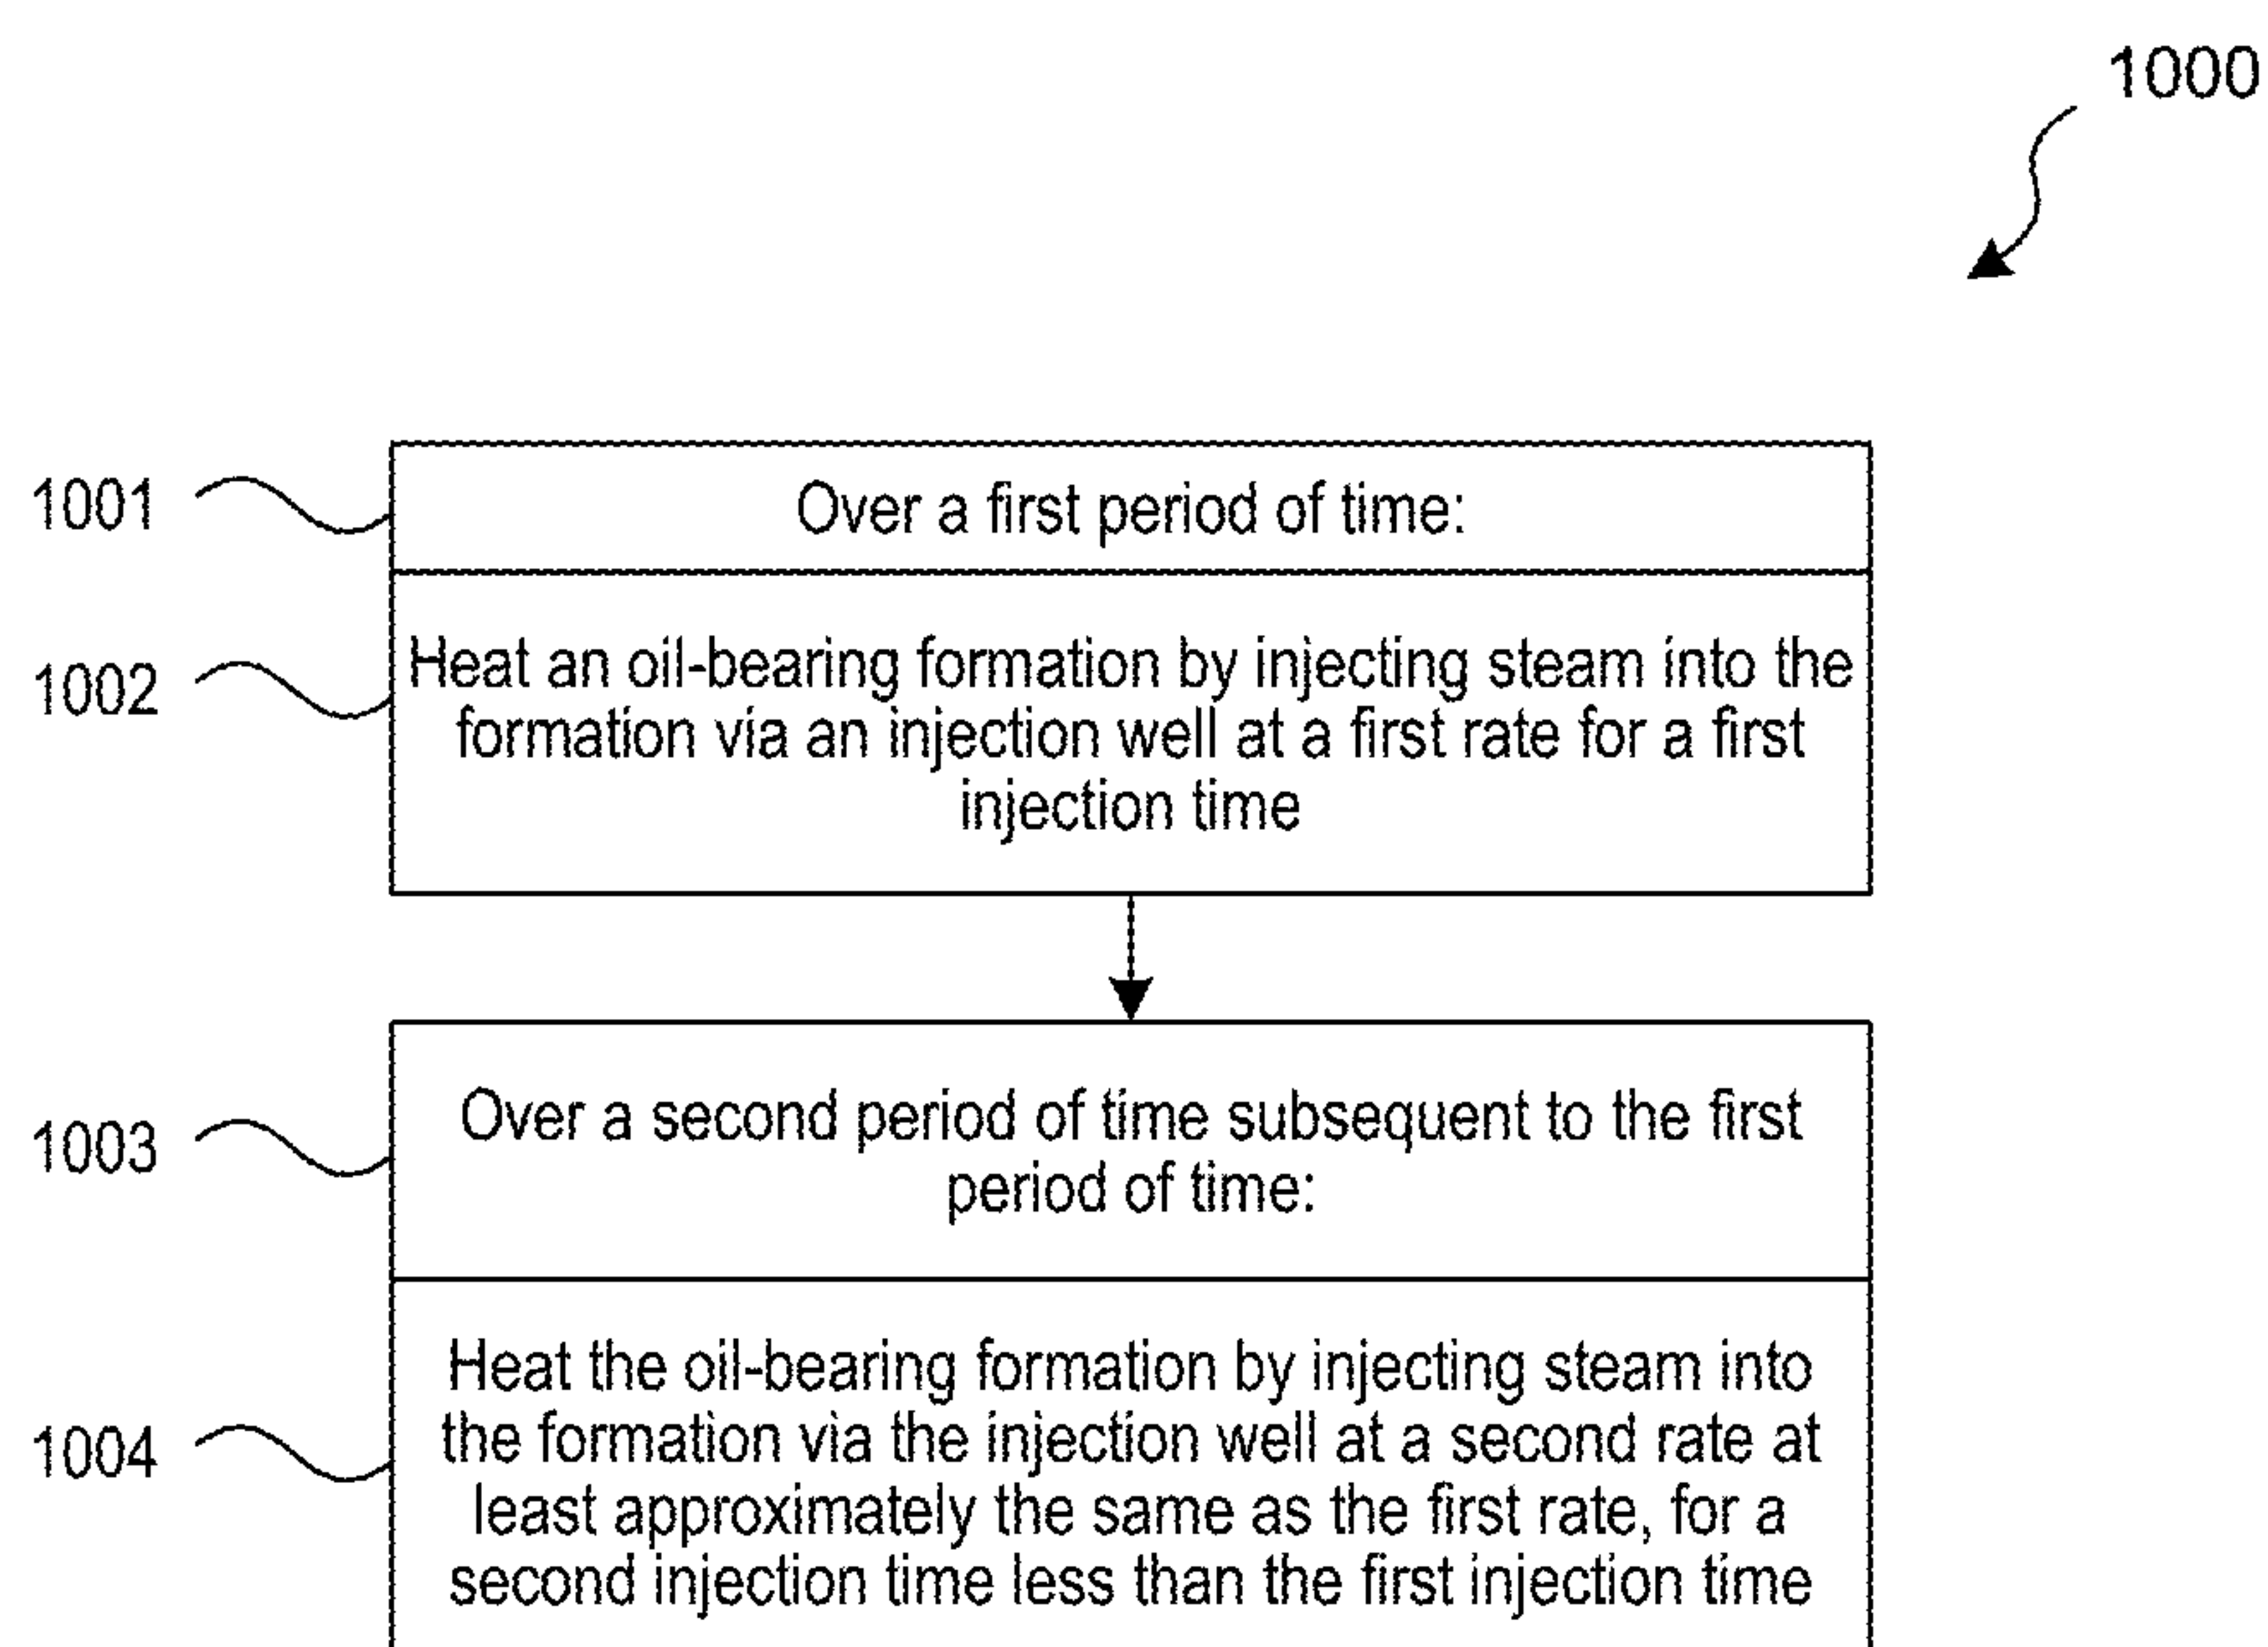 1000
1001
Over a first period of time:
1002
Heat an oil-bearing formation by injecting steam into the
formation via an injection well at a first rate for a first
injection time
1003
Over a second period of time subsequent to the first
period of time:
1004
Heat the oil-bearing formation by injecting steam into
the formation via the injection well at a second rate at
least approximately the same as the first rate, for a
second injection time less than the first injection time